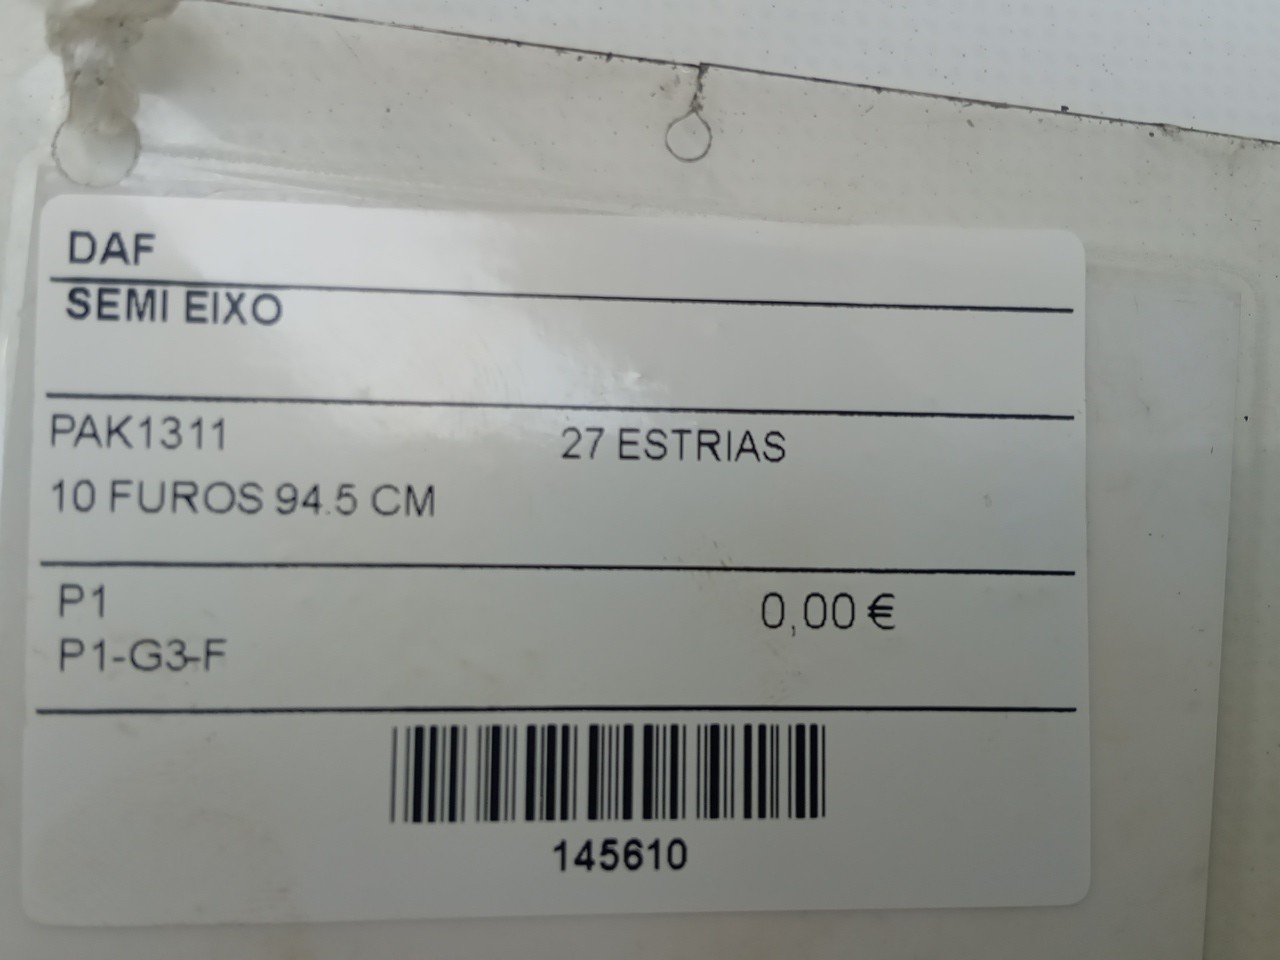 DAF
SEMI EIXO
PAK1311 27 ESTRIAS
10 FUROS 94.5 CM
P1 0,00 €
P1-G3-F
145610